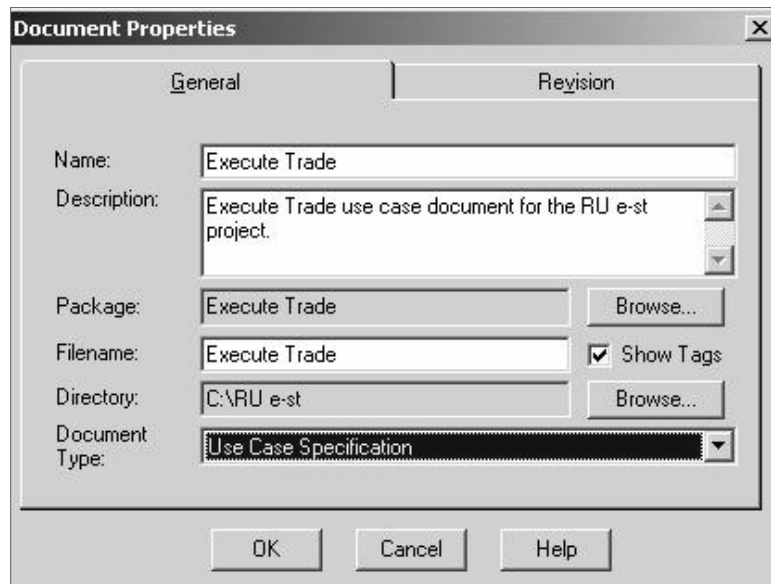 Document Properties
General
Revision
Name:
Execute Trade
Description:
Execute Trade use case document for the RU e-st
project.
Package:
Execute Trade
Browse...
Filename:
Execute Trade
Show Tags
Directory:
C:\RU e-st
Browse...
Document
Type:
Use Case Specification
OK
Cancel
Help